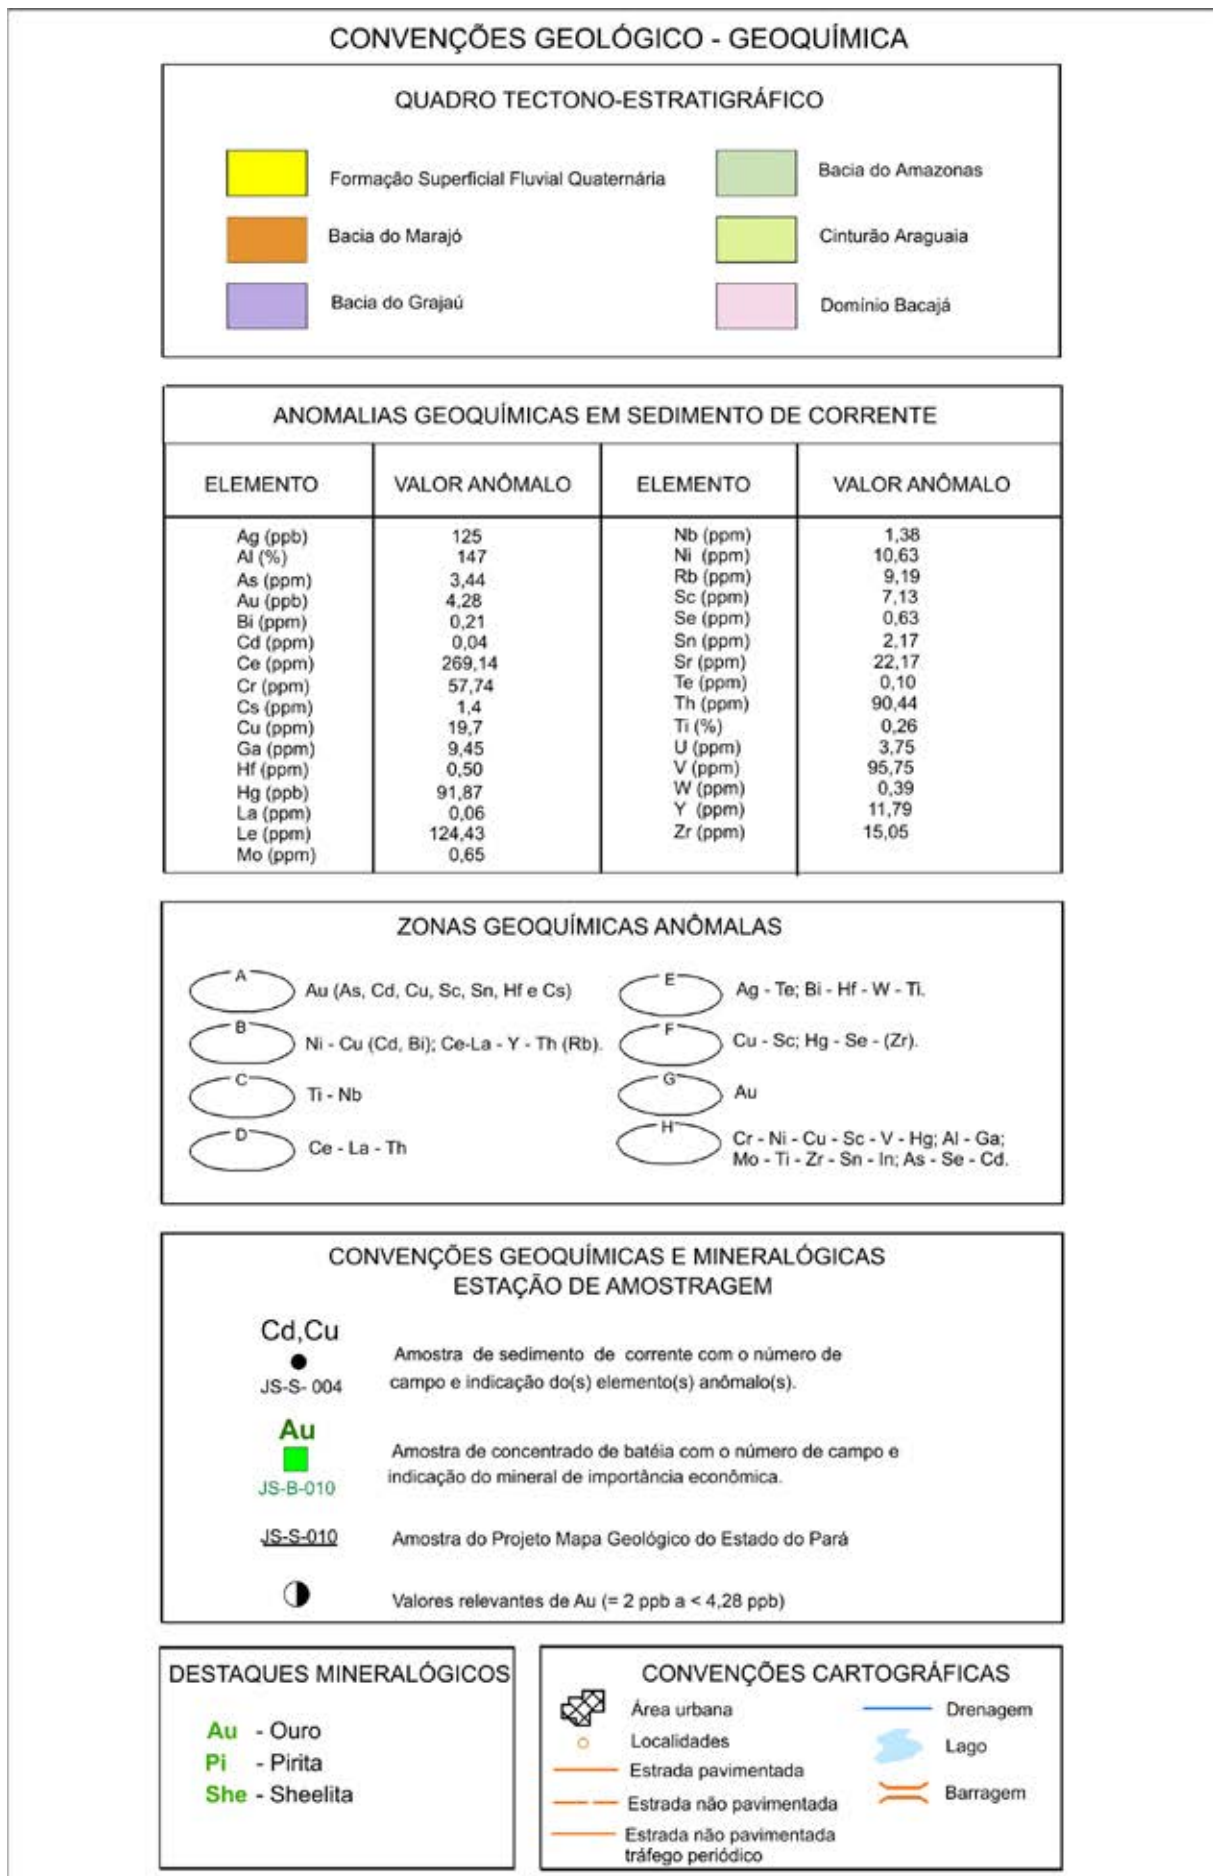 CONVENÇÕES GEOLÓGICO - GEOQUÍMICA
QUADRO TECTONO-ESTRATIGRÁFICO
Formação Superficial Fluvial Quaternária
Bacia do Marajó
Bacia do Grajaú
Bacia do Amazonas
Cinturão Araguaia
Domínio Bacajá
ANOMALIAS GEOQUÍMICAS EM SEDIMENTO DE CORRENTE
ELEMENTO VALOR ANÔMALO ELEMENTO VALOR ANÔMALO
Ag (ppb) 125 Nb (ppm) 1,38
Al (%) 147 Ni (ppm) 10,63
As (ppm) 3,44 Rb (ppm) 9,19
Au (ppb) 4,28 Sc (ppm) 7,13
Bi (ppm) 0,21 Se (ppm) 0,63
Cd (ppm) 0,04 Sn (ppm) 2,17
Ce (ppm) 269,14 Sr (ppm) 22,17
Cr (ppm) 57,74 Te (ppm) 0,10
Cs (ppm) 1,4 Th (ppm) 90,44
Cu (ppm) 19,7 Ti (%) 0,26
Ga (ppm) 9,45 U (ppm) 3,75
Hf (ppm) 0,50 V (ppm) 95,75
Hg (ppb) 91,87 W (ppm) 0,39
La (ppm) 0,06 Y (ppm) 11,79
Le (ppm) 124,43 Zr (ppm) 15,05
Mo (ppm) 0,65
ZONAS GEOQUÍMICAS ANÔMALAS
A Au (As, Cd, Cu, Sc, Sn, Hf e Cs)
B Ni - Cu (Cd, Bi); Ce-La - Y - Th (Rb).
C Ti - Nb
D Ce - La - Th
E Ag - Te; Bi - Hf - W - Ti.
F Cu - Sc; Hg - Se - (Zr).
G Au
H Cr - Ni - Cu - Sc - V - Hg; Al - Ga;
Mo - Ti - Zr - Sn - In; As - Se - Cd.
CONVENÇÕES GEOQUÍMICAS E MINERALÓGICAS
ESTAÇÃO DE AMOSTRAGEM
Cd,Cu
JS-S- 004
Amostra de sedimento de corrente com o número de
campo e indicação do(s) elemento(s) anômalo(s).
Au
JS-B-010
Amostra de concentrado de batéia com o número de campo e
indicação do mineral de importância econômica.
JS-S-010 Amostra do Projeto Mapa Geológico do Estado do Pará
Valores relevantes de Au (= 2 ppb a < 4,28 ppb)
DESTAQUES MINERALÓGICOS
Au - Ouro
Pi - Pirita
She - Sheelita
CONVENÇÕES CARTOGRÁFICAS
Área urbana
Localidades
Estrada pavimentada
Estrada não pavimentada
Estrada não pavimentada
tráfego periódico
Drenagem
Lago
Barragem